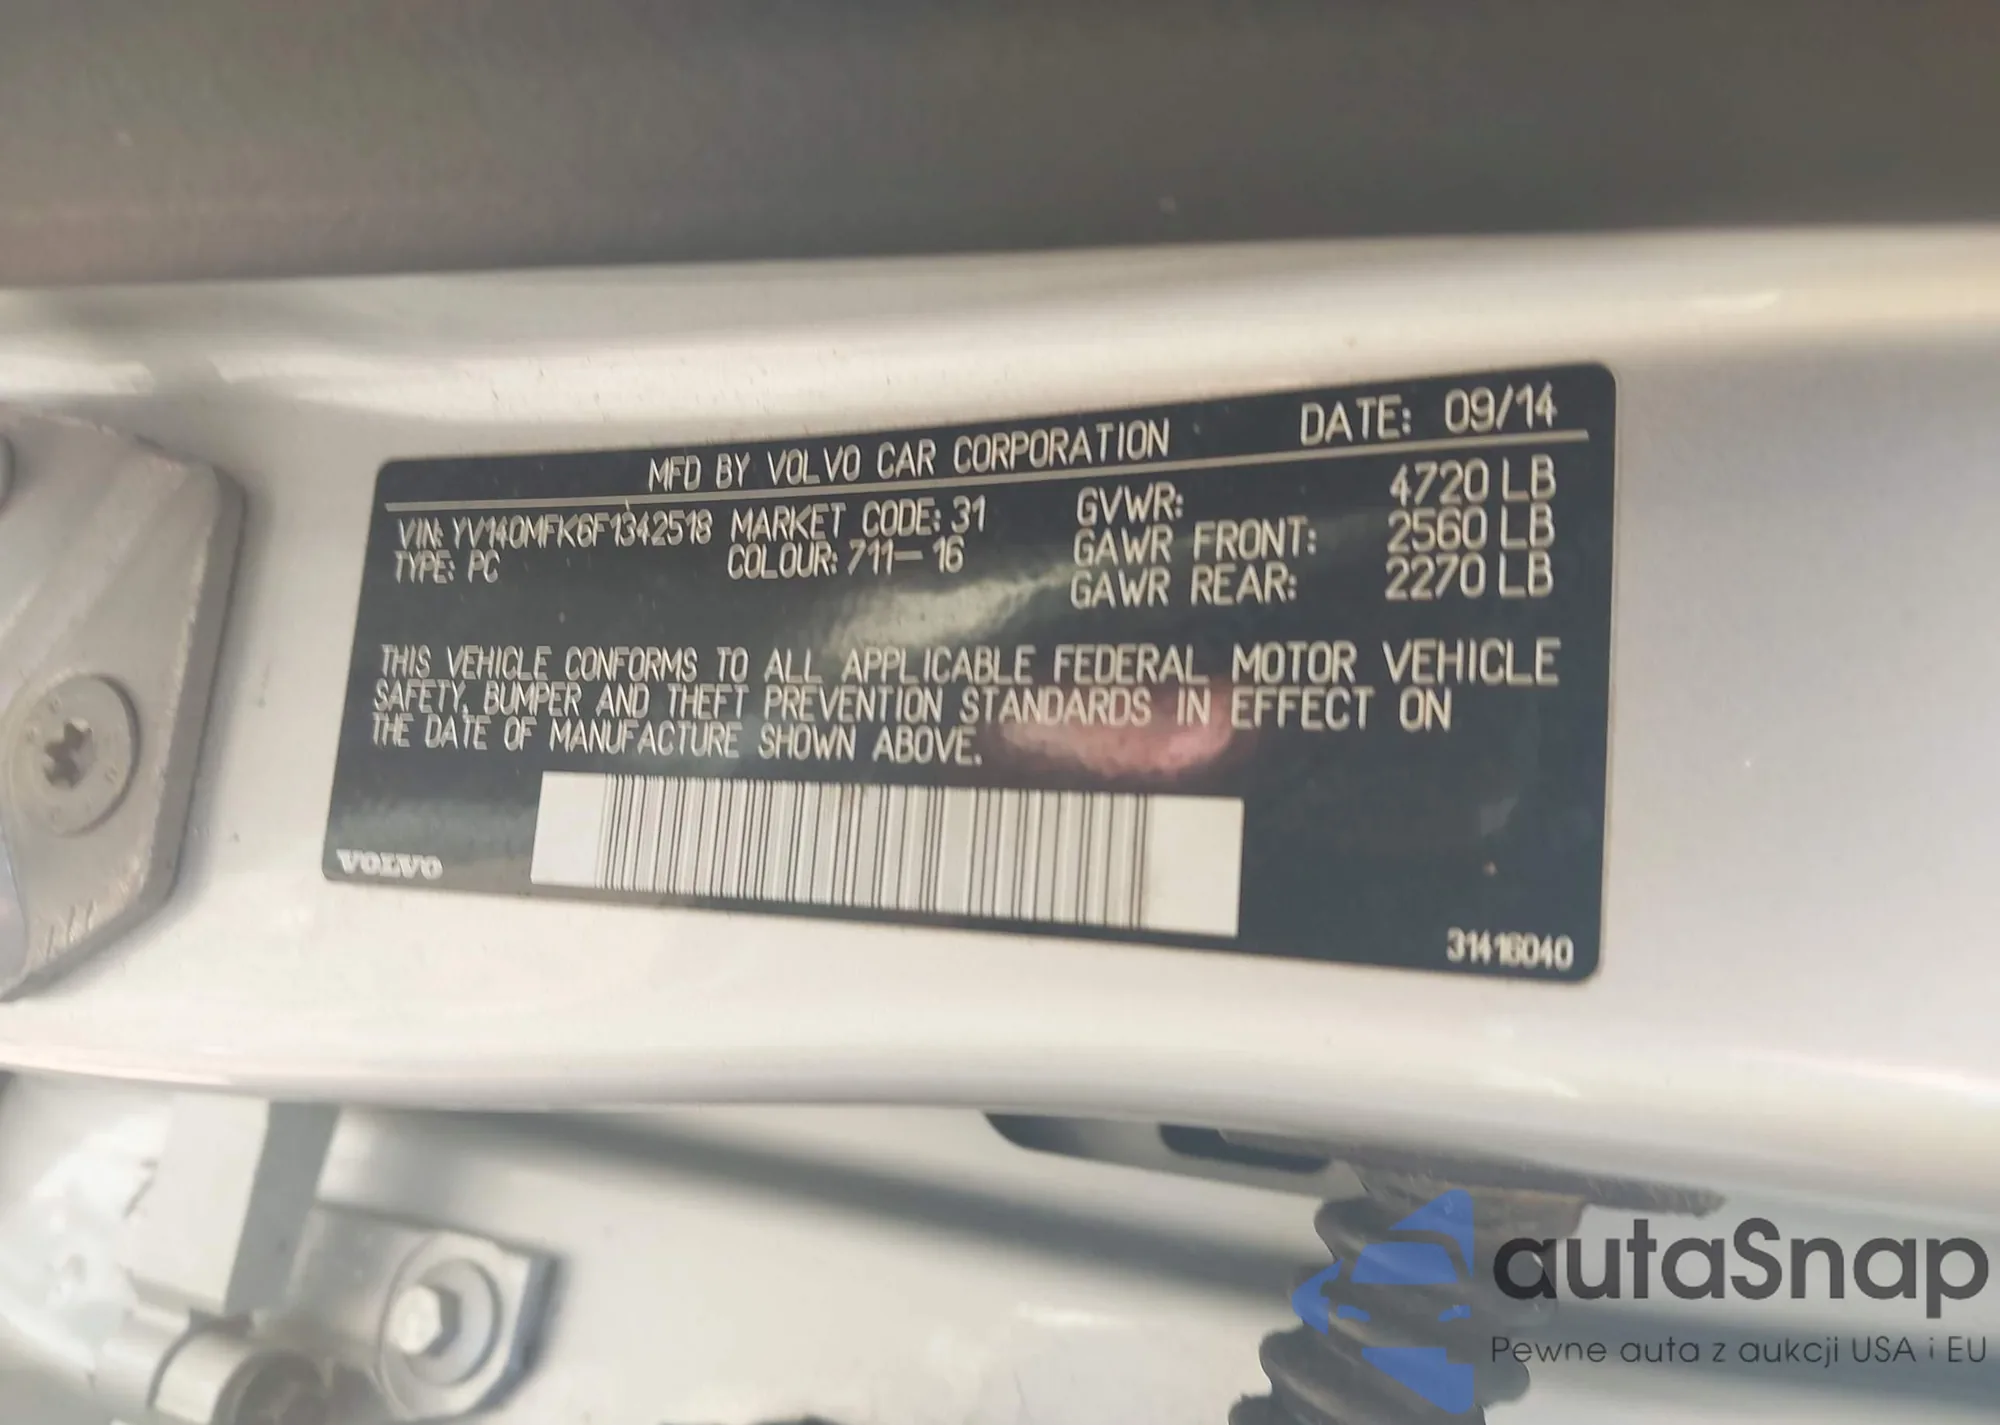 MFD BY VOLVO CAR CORPORATION DATE: 09/14
VIN: YV140MFK6F1342518 MARKET CODE: 31 GVWR: 4720 LB
TYPE: PC COLOUR: 711-16 GAWR FRONT: 2560 LB
GAWR REAR: 2270 LB
THIS VEHICLE CONFORMS TO ALL APPLICABLE FEDERAL MOTOR VEHICLE
SAFETY, BUMPER AND THEFT PREVENTION STANDARDS IN EFFECT ON
THE DATE OF MANUFACTURE SHOWN ABOVE.
VOLVO
31416040
autaSnap
Pewne auta z aukcji USA i EU